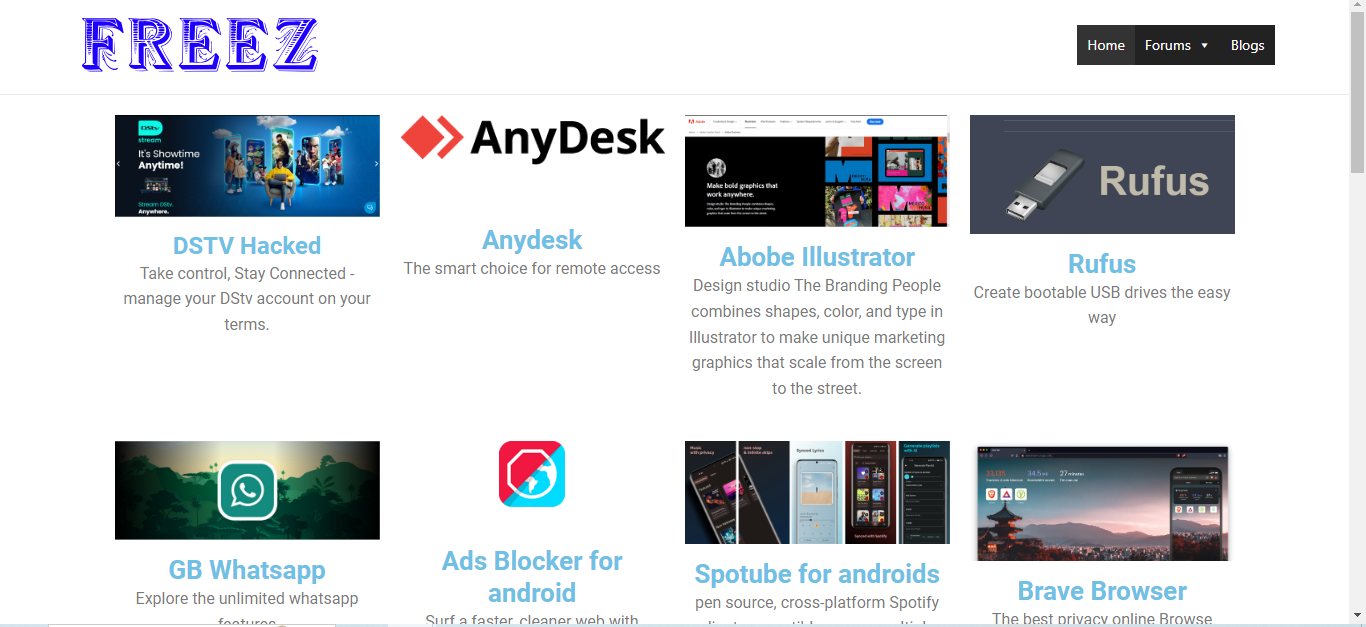 FREEZ
Home Forums Blogs
DStv
stream
It's Showtime
Anytime!
Stream DStv.
Anywhere.
AnyDesk
Make bold graphics that
work anywhere.
Rufus
DSTV Hacked
Take control, Stay Connected -
manage your DStv account on your
terms.
Anydesk
The smart choice for remote access
Abobe Illustrator
Design studio The Branding People
combines shapes, color, and type in
Illustrator to make unique marketing
graphics that scale from the screen
to the street.
Rufus
Create bootable USB drives the easy
way
Synced Lyrics
GB Whatsapp
Explore the unlimited whatsapp
features
Ads Blocker for
android
Surf a faster, cleaner web with
Spotube for androids
pen source, cross-platform Spotify
Brave Browser
The best privacy online Browse